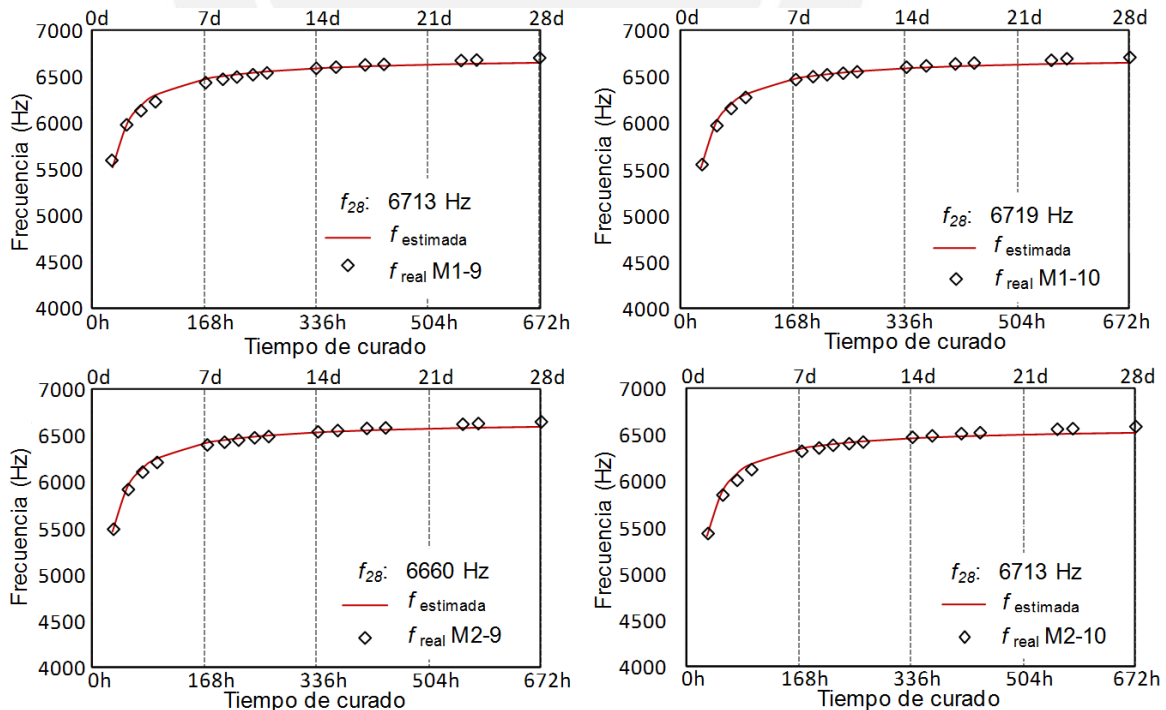 0d 7d 14d 21d 28d
7000
6500
6000
5500
5000
4500
4000
Frecuencia (Hz)
f28: 6713 Hz
f estimada
f real M1-9
0h 168h 336h 504h 672h
Tiempo de curado
0d 7d 14d 21d 28d
7000
6500
6000
5500
5000
4500
4000
Frecuencia (Hz)
f28: 6719 Hz
f estimada
f real M1-10
0h 168h 336h 504h 672h
Tiempo de curado
0d 7d 14d 21d 28d
7000
6500
6000
5500
5000
4500
4000
Frecuencia (Hz)
f28: 6660 Hz
f estimada
f real M2-9
0h 168h 336h 504h 672h
Tiempo de curado
0d 7d 14d 21d 28d
7000
6500
6000
5500
5000
4500
4000
Frecuencia (Hz)
f28: 6713 Hz
f estimada
f real M2-10
0h 168h 336h 504h 672h
Tiempo de curado